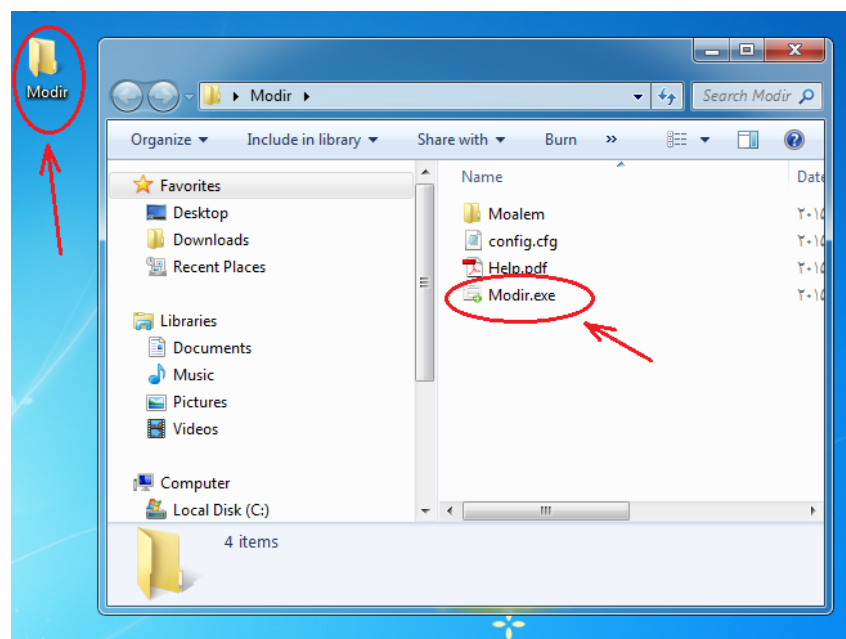 Modir
Modir
Search Modir
Organize
Include in library
Share with
Burn
»
Favorites
Desktop
Downloads
Recent Places
Libraries
Documents
Music
Pictures
Videos
Computer
Local Disk (C:)
Name
Date
Moalem
config.cfg
Help.pdf
Modir.exe
4 items